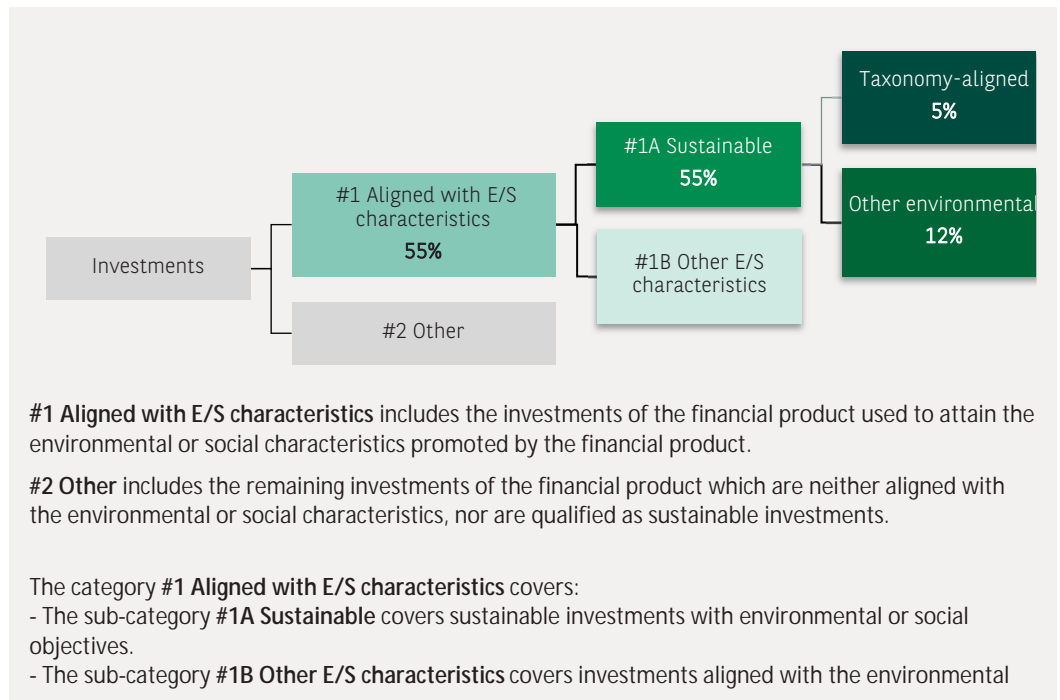 Taxonomy-aligned
5%
#1A Sustainable
55%
#1 Aligned with E/S
characteristics
55%
Other environmental
12%
Investments
#1B Other E/S
characteristics
#2 Other
#1 Aligned with E/S characteristics includes the investments of the financial product used to attain the
environmental or social characteristics promoted by the financial product.
#2 Other includes the remaining investments of the financial product which are neither aligned with
the environmental or social characteristics, nor are qualified as sustainable investments.
The category #1 Aligned with E/S characteristics covers:
- The sub-category #1A Sustainable covers sustainable investments with environmental or social
objectives.
- The sub-category #1B Other E/S characteristics covers investments aligned with the environmental